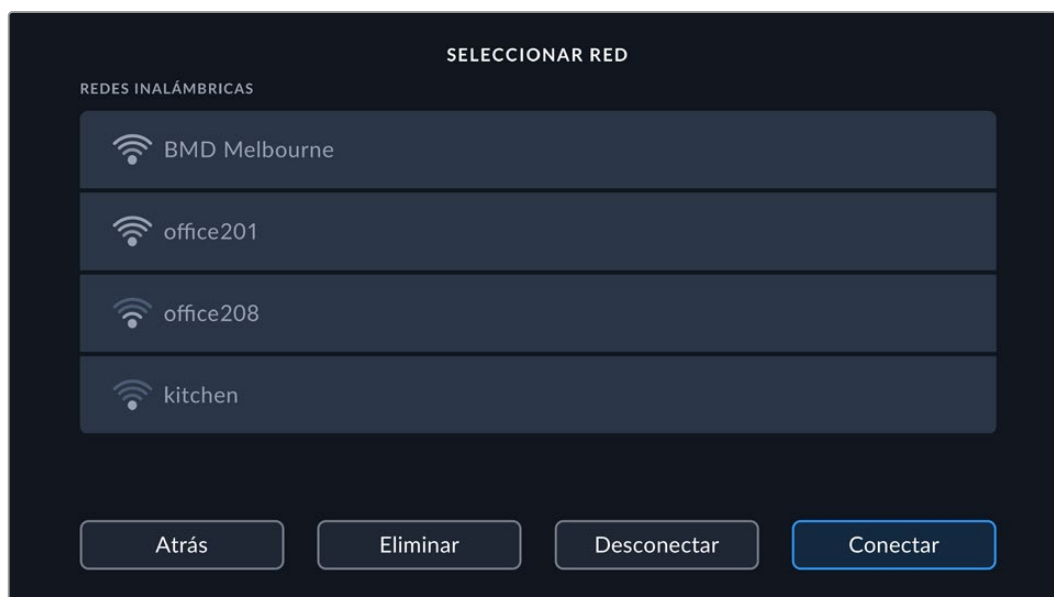 SELECCIONAR RED
REDES INALÁMBRICAS
BMD Melbourne
office201
office208
kitchen
Atrás Eliminar Desconectar Conectar